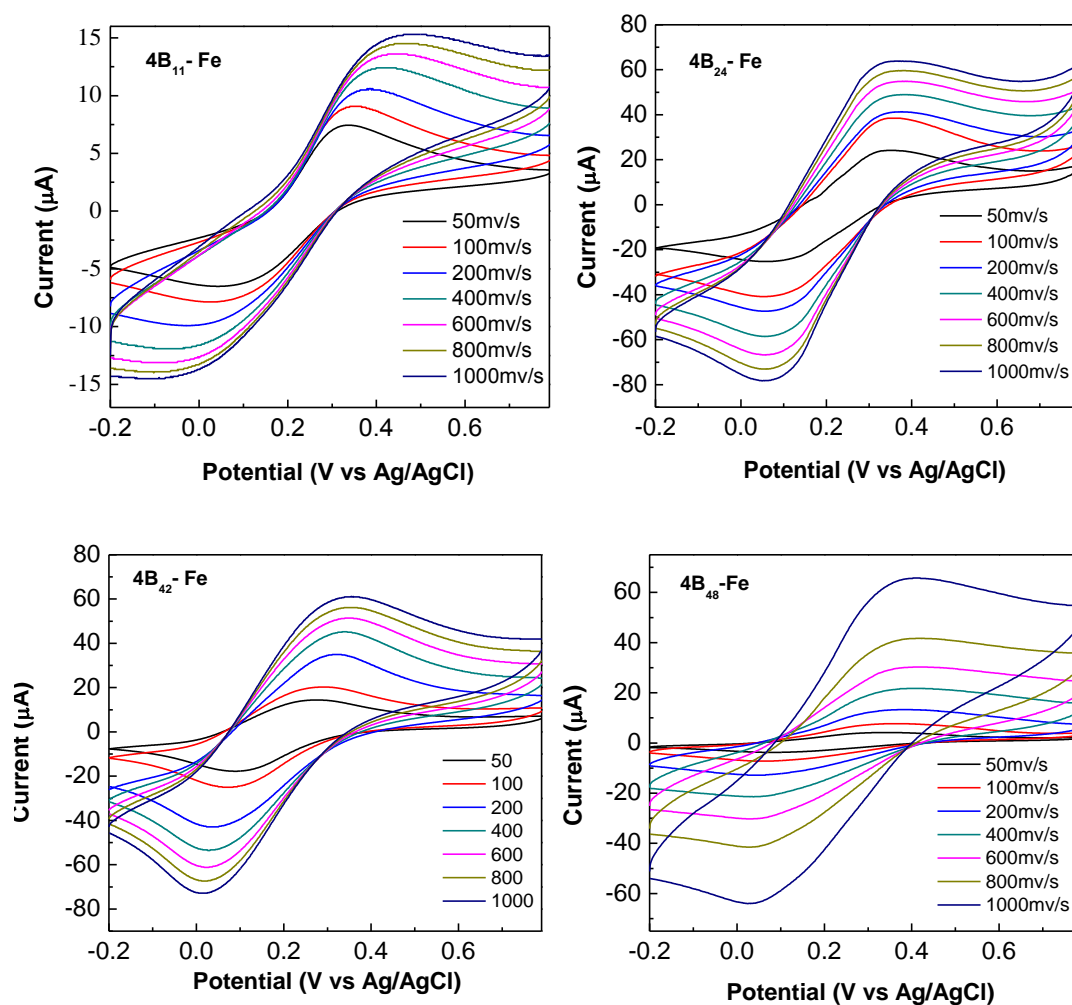 4B11- Fe
15
10
5
0
-5
-10
-15
Current (µA)
50mv/s
100mv/s
200mv/s
400mv/s
600mv/s
800mv/s
1000mv/s
-0.2 0.0 0.2 0.4 0.6
Potential (V vs Ag/AgCl)
4B24- Fe
80
60
40
20
0
-20
-40
-60
-80
Current (µA)
50mv/s
100mv/s
200mv/s
400mv/s
600mv/s
800mv/s
1000mv/s
-0.2 0.0 0.2 0.4 0.6
Potential (V vs Ag/AgCl)
4B42- Fe
80
60
40
20
0
-20
-40
-60
-80
Current (µA)
50
100
200
400
600
800
1000
-0.2 0.0 0.2 0.4 0.6
Potential (V vs Ag/AgCl)
4B48-Fe
60
40
20
0
-20
-40
-60
Current (µA)
50mv/s
100mv/s
200mv/s
400mv/s
600mv/s
800mv/s
1000mv/s
-0.2 0.0 0.2 0.4 0.6
Potential (V vs Ag/AgCl)